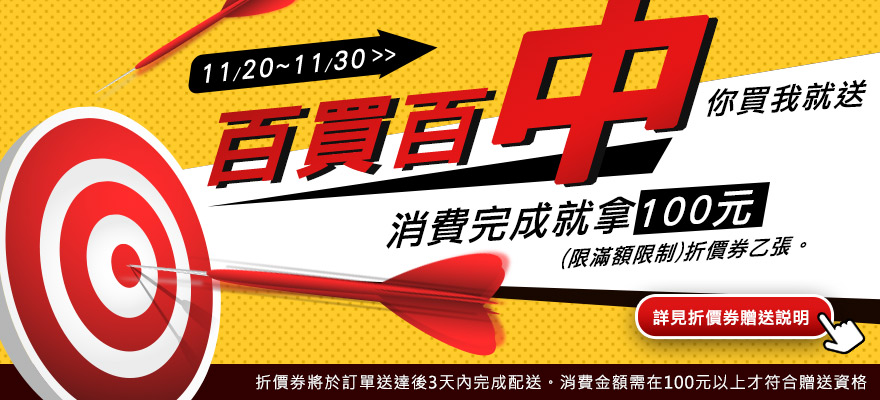 11/20~11/30 >>
百買百中
你買我就送
消費完成就拿100元
(限滿額限制)折價券乙張。
詳見折價券贈送説明
折價券將於訂單送達後3天內完成配送。消費金額需在100元以上才符合贈送資格